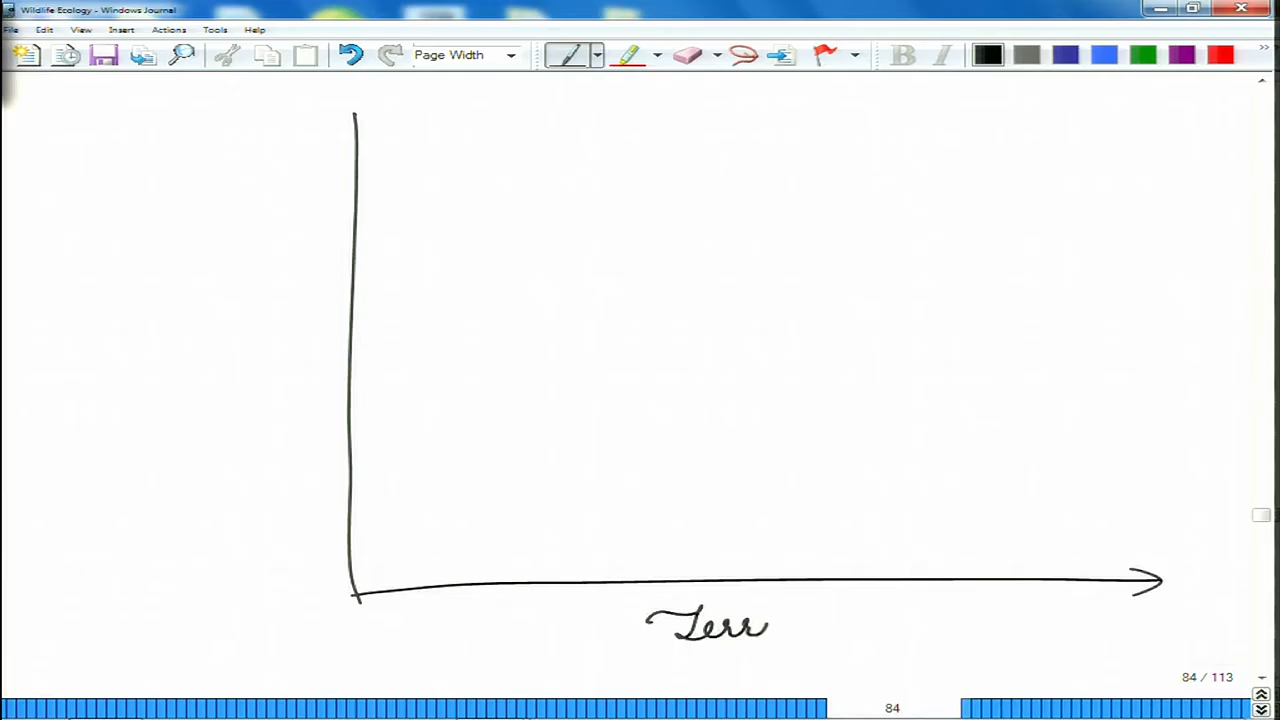 Wildlife Ecology - Windows Journal
File Edit View Insert Actions Tools Help
Page Width
B I
Terr
84 / 113
84